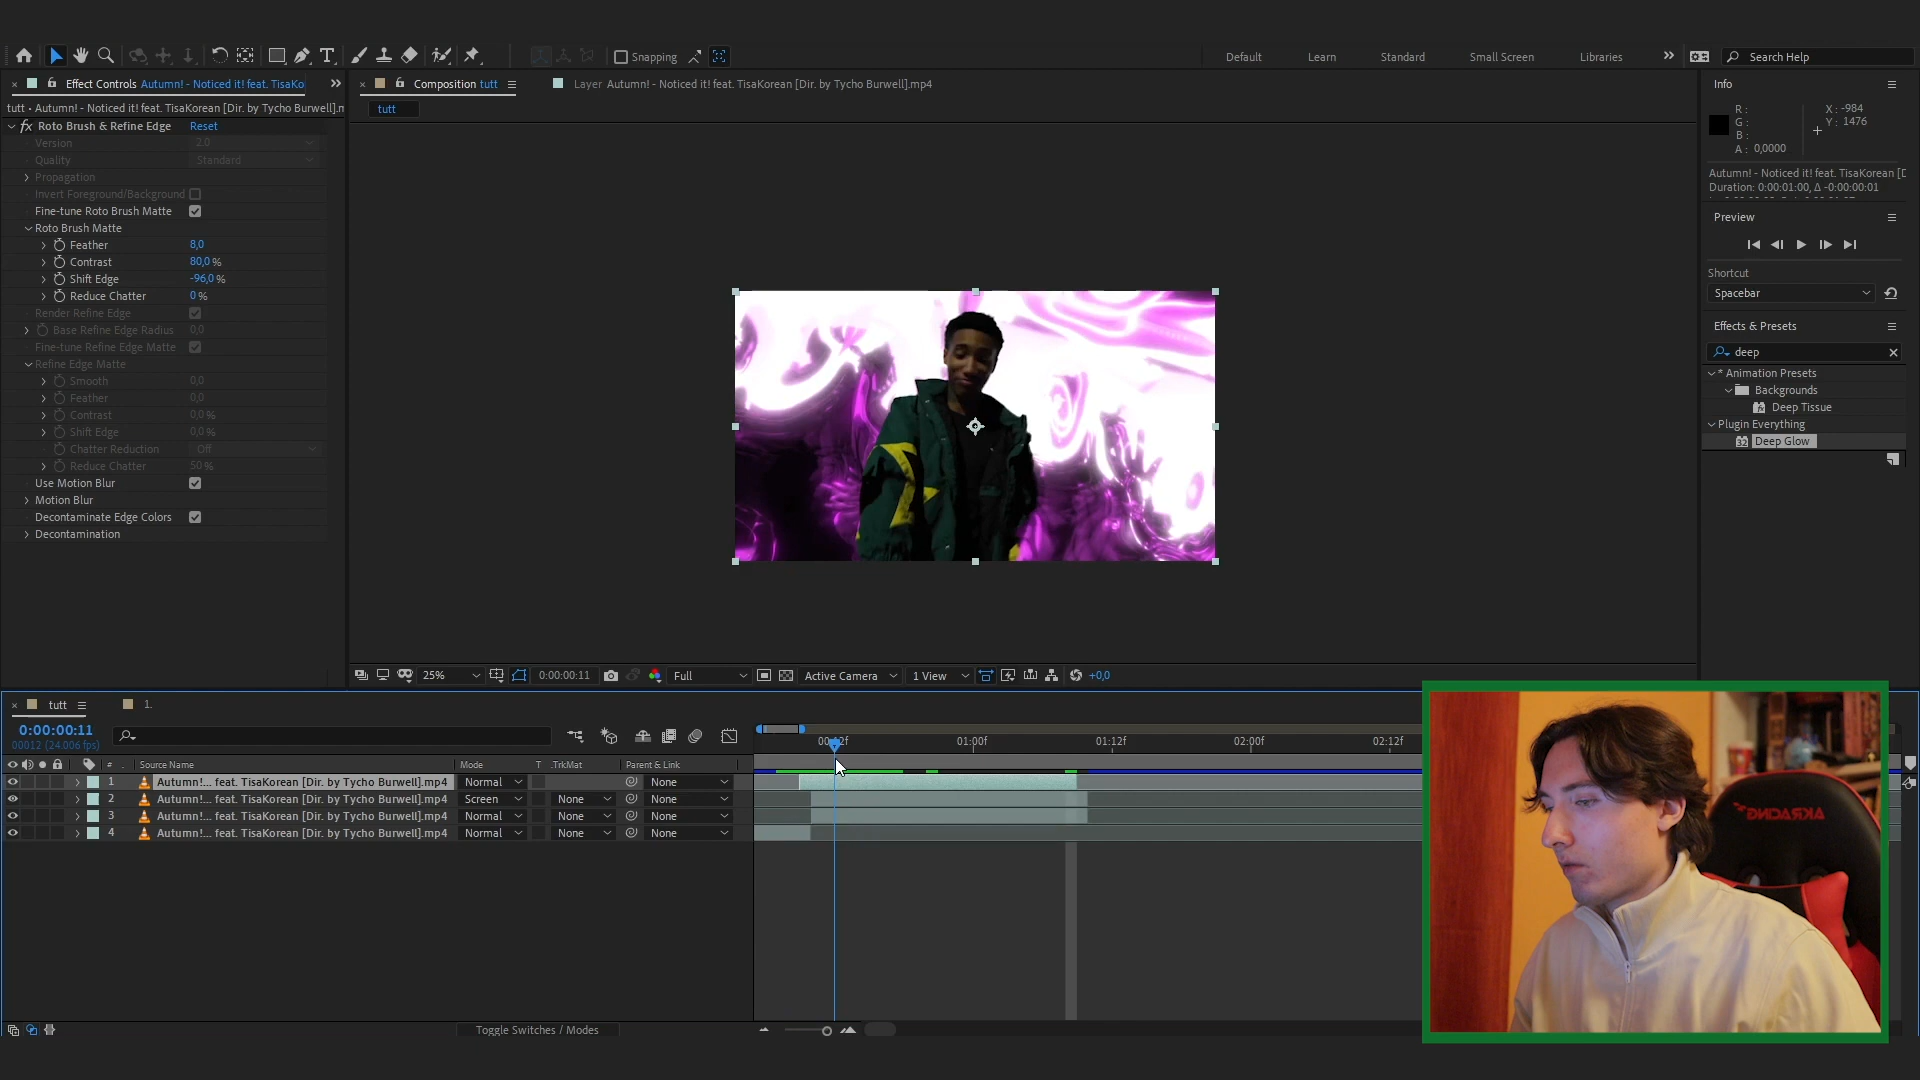 Snapping
Default
Learn
Standard
Small Screen
Libraries
Search Help
Effect Controls Autumn! - Noticed it! feat. TisaKo
Composition tutt
Layer Autumn! - Noticed it! feat. TisaKorean [Dir. by Tycho Burwell].mp4
Info
tutt • Autumn! - Noticed it! feat. TisaKorean [Dir. by Tycho Burwell].m
tutt
R :
G :
B :
A : 0,0000
X : -984
Y : 1476
fx Roto Brush & Refine Edge Reset
Version 2.0
Quality Standard
Propagation
Invert Foreground/Background
Fine-tune Roto Brush Matte
Roto Brush Matte
Feather 8,0
Contrast 80,0 %
Shift Edge -96,0 %
Reduce Chatter 0 %
Render Refine Edge
Base Refine Edge Radius 0,0
Fine-tune Refine Edge Matte
Refine Edge Matte
Smooth 0,0
Feather 0,0
Contrast 0,0 %
Shift Edge 0,0 %
Chatter Reduction Off
Reduce Chatter 50 %
Use Motion Blur
Motion Blur
Decontaminate Edge Colors
Decontamination
Autumn! - Noticed it! feat. TisaKorean [D
Duration: 0:00:01:00, Δ -0:00:00:01
Preview
Shortcut
Spacebar
Effects & Presets
deep
* Animation Presets
Backgrounds
Deep Tissue
Plugin Everything
32 Deep Glow
25%
0:00:00:11
Full
Active Camera
1 View
+0,0
tutt
1.
0:00:00:11
00012 (24.006 fps)
# Source Name Mode T .TrkMat Parent & Link
00:12f 01:00f 01:12f 02:00f 02:12f
1 Autumn!... feat. TisaKorean [Dir. by Tycho Burwell].mp4 Normal None
2 Autumn!... feat. TisaKorean [Dir. by Tycho Burwell].mp4 Screen None None
3 Autumn!... feat. TisaKorean [Dir. by Tycho Burwell].mp4 Normal None None
4 Autumn!... feat. TisaKorean [Dir. by Tycho Burwell].mp4 Normal None None
AKRACING
Toggle Switches / Modes